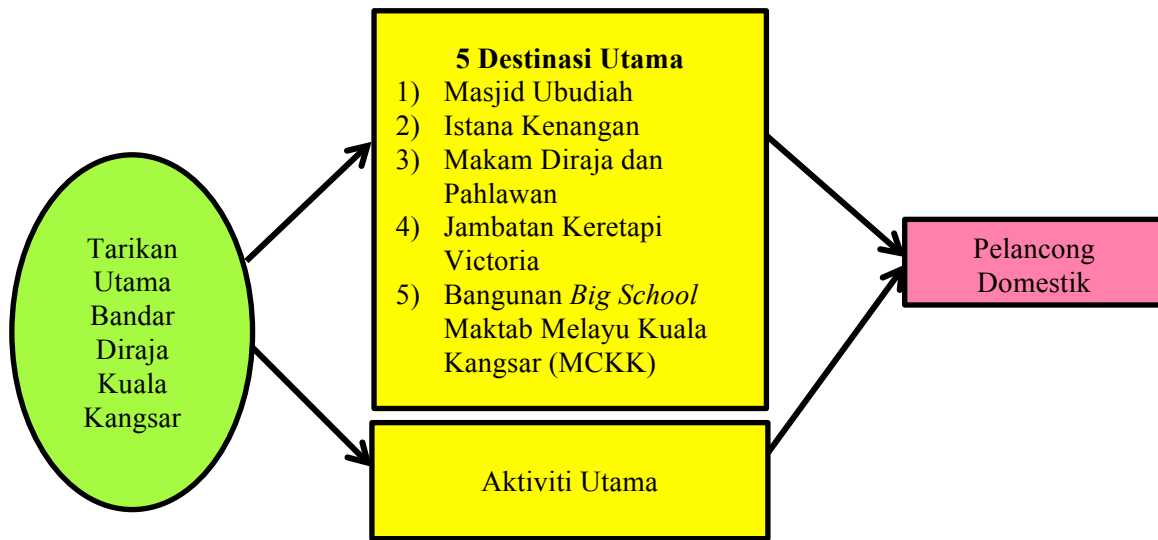 Tarikan
Utama
Bandar
Diraja
Kuala
Kangsar
5 Destinasi Utama
1) Masjid Ubudiah
2) Istana Kenangan
3) Makam Diraja dan
Pahlawan
4) Jambatan Keretapi
Victoria
5) Bangunan Big School
Maktab Melayu Kuala
Kangsar (MCKK)
Aktiviti Utama
Pelancong
Domestik